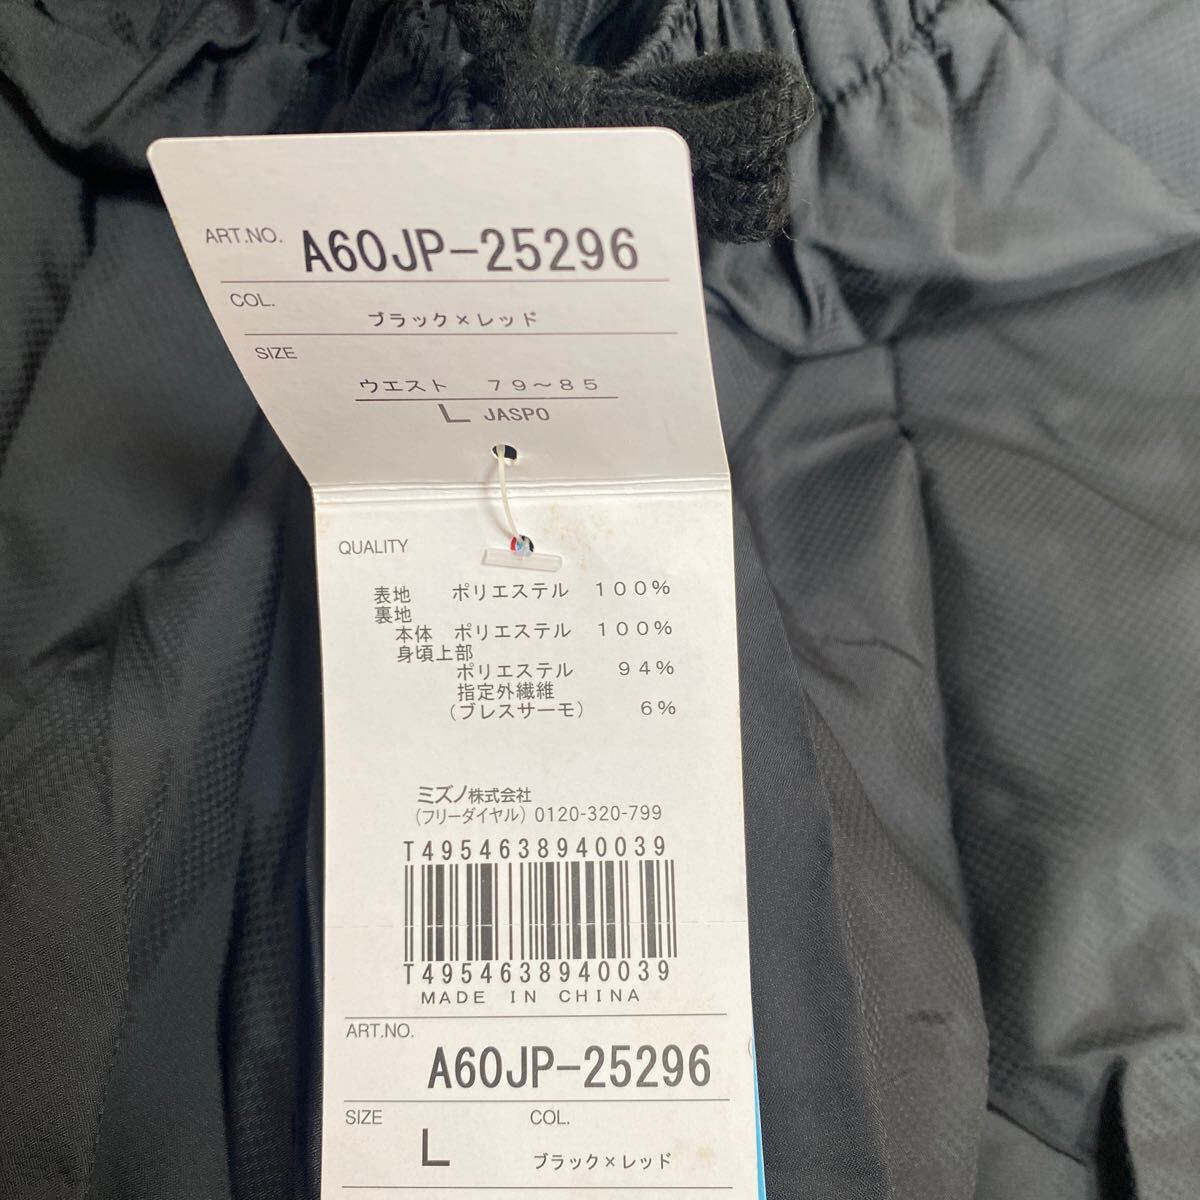 ART.NO. A60JP-25296
COL.
ブラック×レッド
SIZE
ウエスト 79～85
L JASPO
QUALITY
表地 ポリエステル 100%
裏地
本体 ポリエステル 100%
身頃上部
ポリエステル 94%
指定外繊維
(ブレスサーモ) 6%
ミズノ株式会社
(フリーダイヤル) 0120-320-799
T4954638940039
T4954638940039
MADE IN CHINA
ART.NO.
A60JP-25296
SIZE COL.
L ブラック×レッド